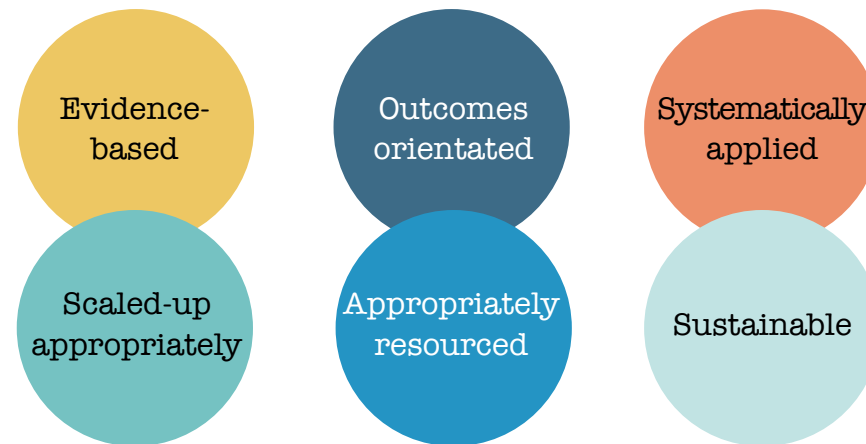 Evidence-
based
Outcomes
orientated
Systematically
applied
Scaled-up
appropriately
Appropriately
resourced
Sustainable